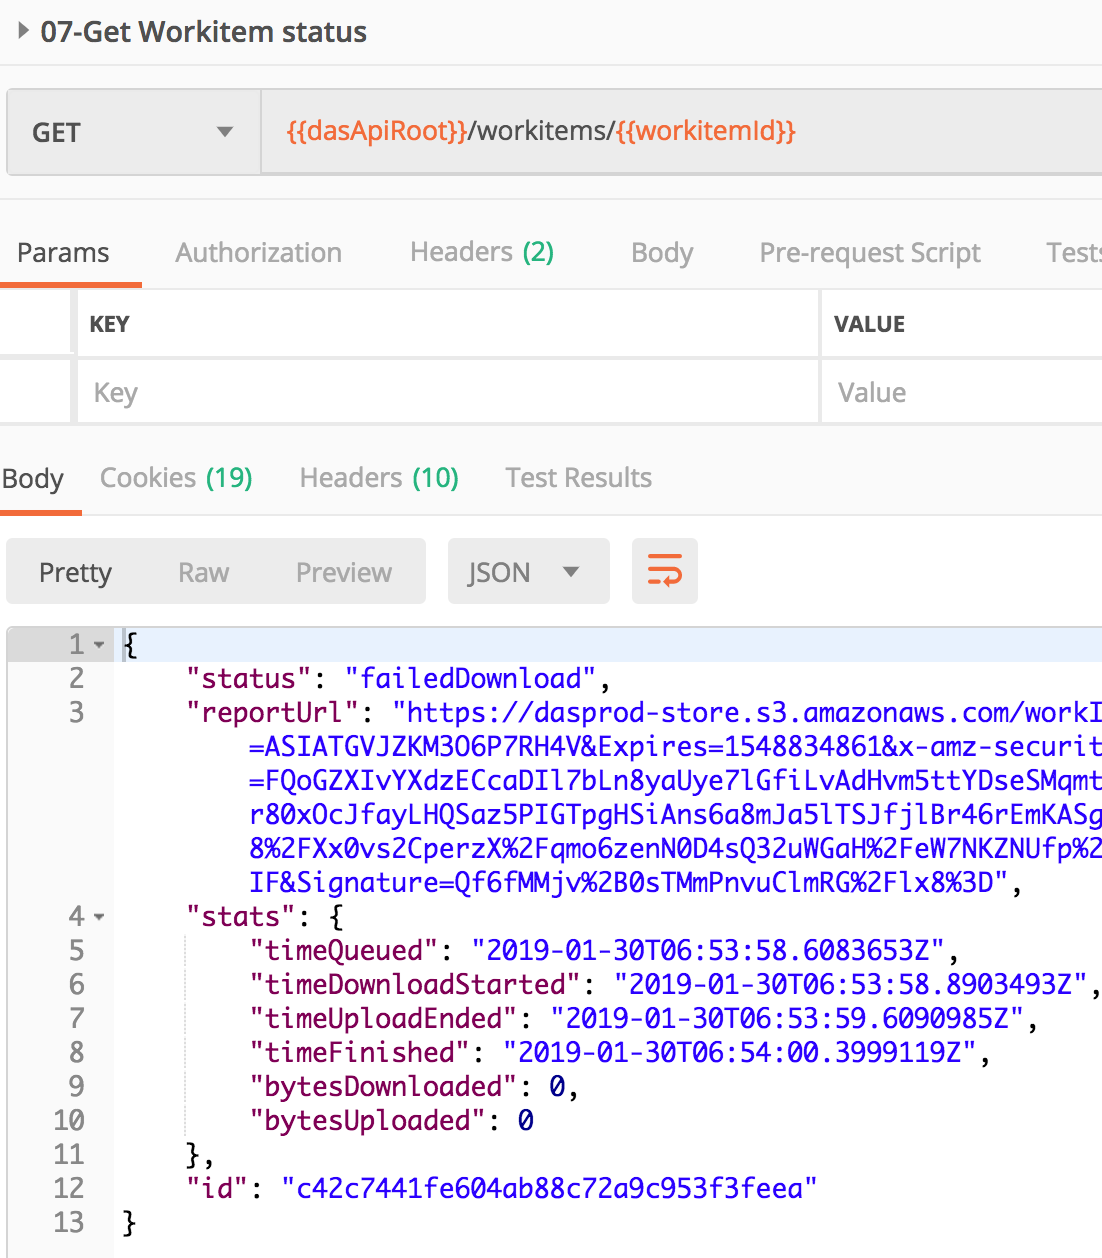 07-Get Workitem status
GET {{dasApiRoot}}/workitems/{{workitemId}}
Params Authorization Headers (2) Body Pre-request Script Tests
KEY VALUE
Key Value
Body Cookies (19) Headers (10) Test Results
Pretty Raw Preview JSON
1 {
2 "status": "failedDownload",
3 "reportUrl": "https://dasprod-store.s3.amazonaws.com/workI
=ASIATGVJZKM3O6P7RH4V&Expires=1548834861&x-amz-securit
=FQoGZXIvYXdzECcaDIl7bLn8yaUye7lGfiLvAdHvm5ttYDseSMqmt
r80xOcJfayLHQSaz5PIGTpgHSiAns6a8mJa5lTSJfjlBr46rEmKASg
8%2FXx0vs2CperzX%2Fqmo6zenN0D4sQ32uWGaH%2FeW7NKZNUfp%2
IF&Signature=Qf6fMMjv%2B0sTMmPnvuClmRG%2Flx8%3D",
4 "stats": {
5 "timeQueued": "2019-01-30T06:53:58.6083653Z",
6 "timeDownloadStarted": "2019-01-30T06:53:58.8903493Z",
7 "timeUploadEnded": "2019-01-30T06:53:59.6090985Z",
8 "timeFinished": "2019-01-30T06:54:00.3999119Z",
9 "bytesDownloaded": 0,
10 "bytesUploaded": 0
11 },
12 "id": "c42c7441fe604ab88c72a9c953f3feea"
13 }